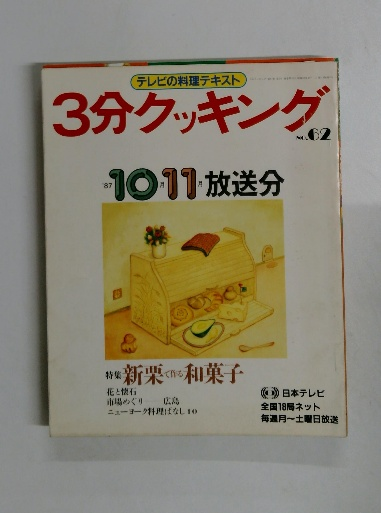 テレビの料理テキスト
3分クッキング
No.62
'87 10月 11月 放送分
特集 新栗で作る和菓子
花と懐石
市場めぐり——広島
ニューヨーク料理ばなし10
日本テレビ
全国18局ネット
毎週月〜土曜日放送